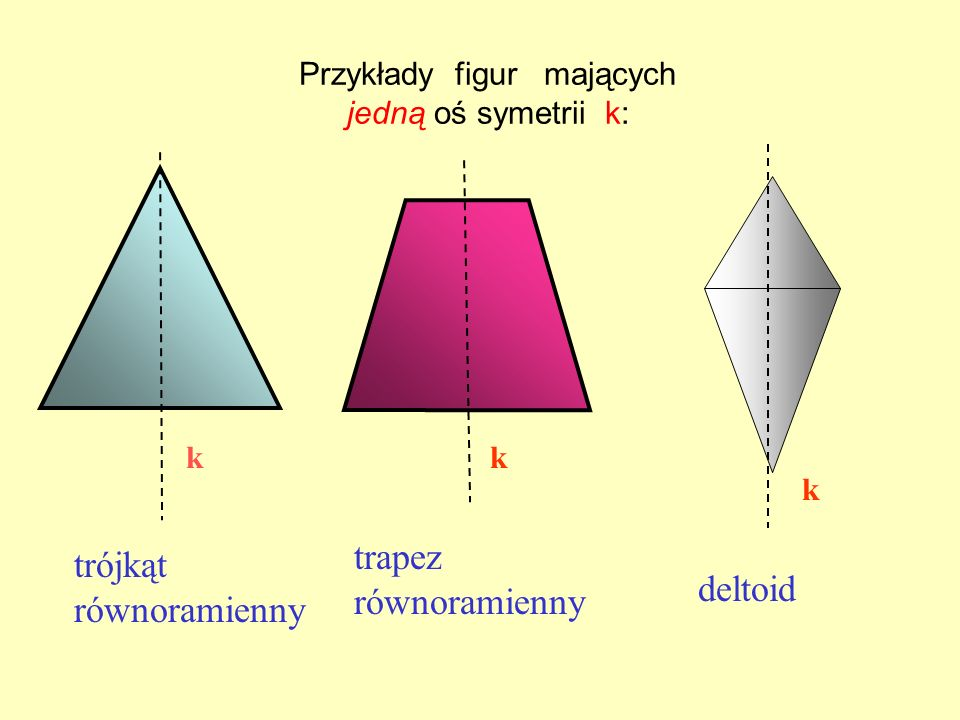 Przykłady figur mających
jedną oś symetrii k:
k
k
k
trójkąt
równoramienny
trapez
równoramienny
deltoid